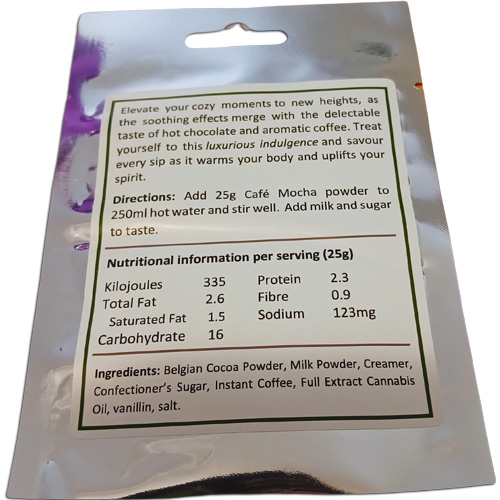 Elevate your cozy moments to new heights, as
the soothing effects merge with the delectable
taste of hot chocolate and aromatic coffee. Treat
yourself to this luxurious indulgence and savour
every sip as it warms your body and uplifts your
spirit.
Directions: Add 25g Café Mocha powder to
250ml hot water and stir well. Add milk and sugar
to taste.
Nutritional information per serving (25g)
Kilojoules 335 Protein 2.3
Total Fat 2.6 Fibre 0.9
Saturated Fat 1.5 Sodium 123mg
Carbohydrate 16
Ingredients: Belgian Cocoa Powder, Milk Powder, Creamer,
Confectioner's Sugar, Instant Coffee, Full Extract Cannabis
Oil, vanillin, salt.